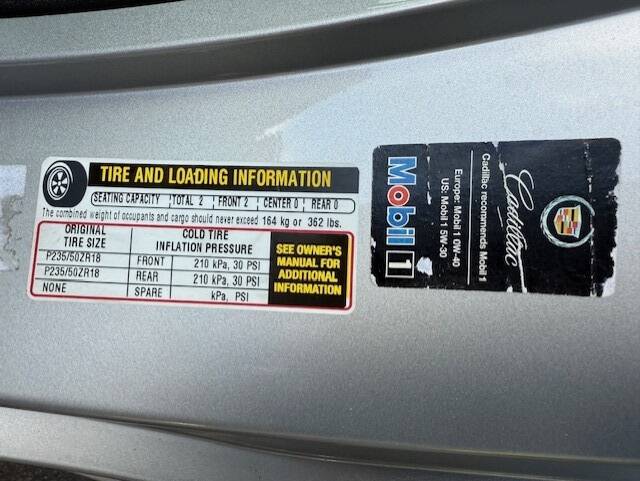 TIRE AND LOADING INFORMATION
SEATING CAPACITY TOTAL 2 FRONT 2 CENTER 0 REAR 0
The combined weight of occupants and cargo should never exceed 164 kg or 362 lbs.
ORIGINAL TIRE SIZE COLD TIRE INFLATION PRESSURE
P235/50ZR18 FRONT 210 kPa, 30 PSI
P235/50ZR18 REAR 210 kPa, 30 PSI
NONE SPARE kPa, PSI
SEE OWNER'S
MANUAL FOR
ADDITIONAL
INFORMATION
Cadillac
Cadillac recommends Mobil 1
Europe: Mobil 1 0W-40
US: Mobil 1 5W-30
Mobil 1